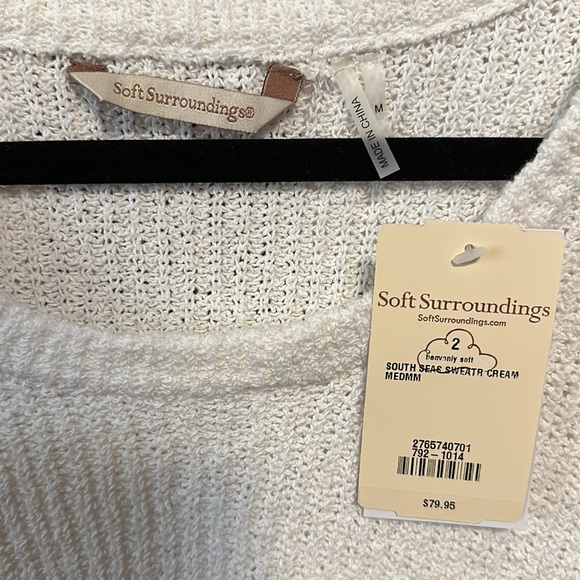 Soft Surroundings®
M
MADE IN CHINA
Soft Surroundings
SoftSurroundings.com
2
heavenly soft
SOUTH SEAS SWEATR CREAM
MEDMM
2765740701
792-1014
$79.95